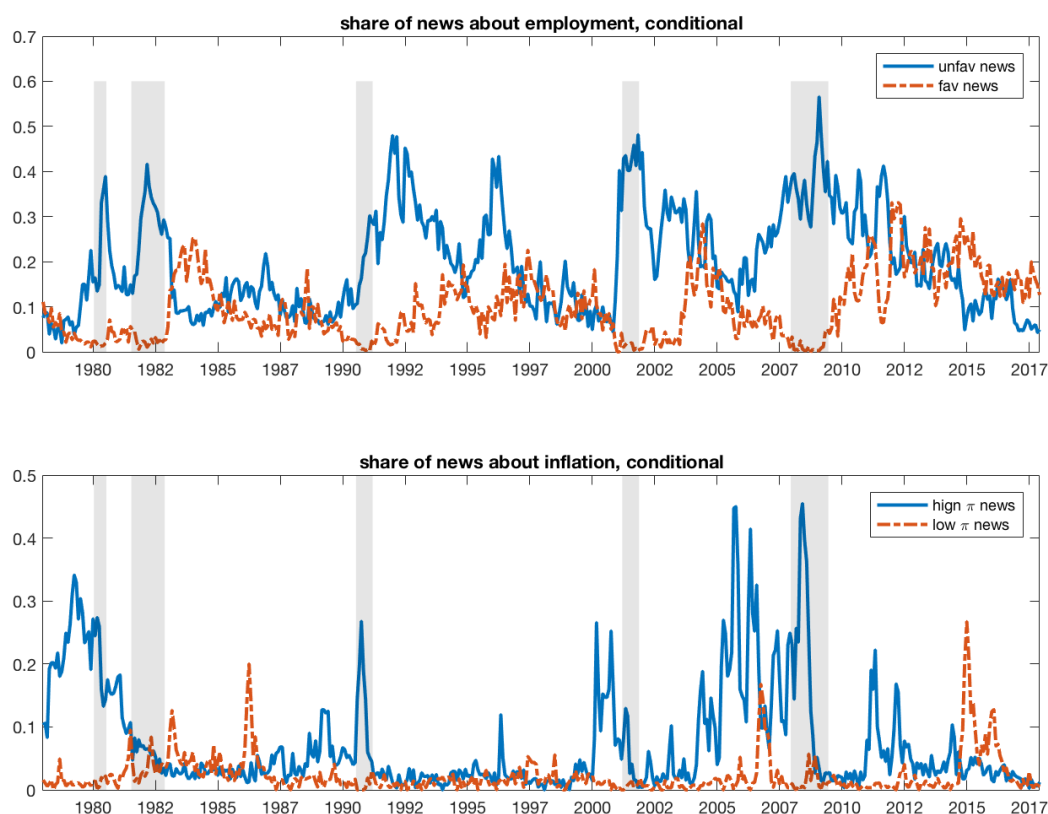 share of news about employment, conditional
0.7
0.6
0.5
0.4
0.3
0.2
0.1
0
unfav news
fav news
1980 1982 1985 1987 1990 1992 1995 1997 2000 2002 2005 2007 2010 2012 2015 2017
share of news about inflation, conditional
0.5
0.4
0.3
0.2
0.1
0
hign π news
low π news
1980 1982 1985 1987 1990 1992 1995 1997 2000 2002 2005 2007 2010 2012 2015 2017